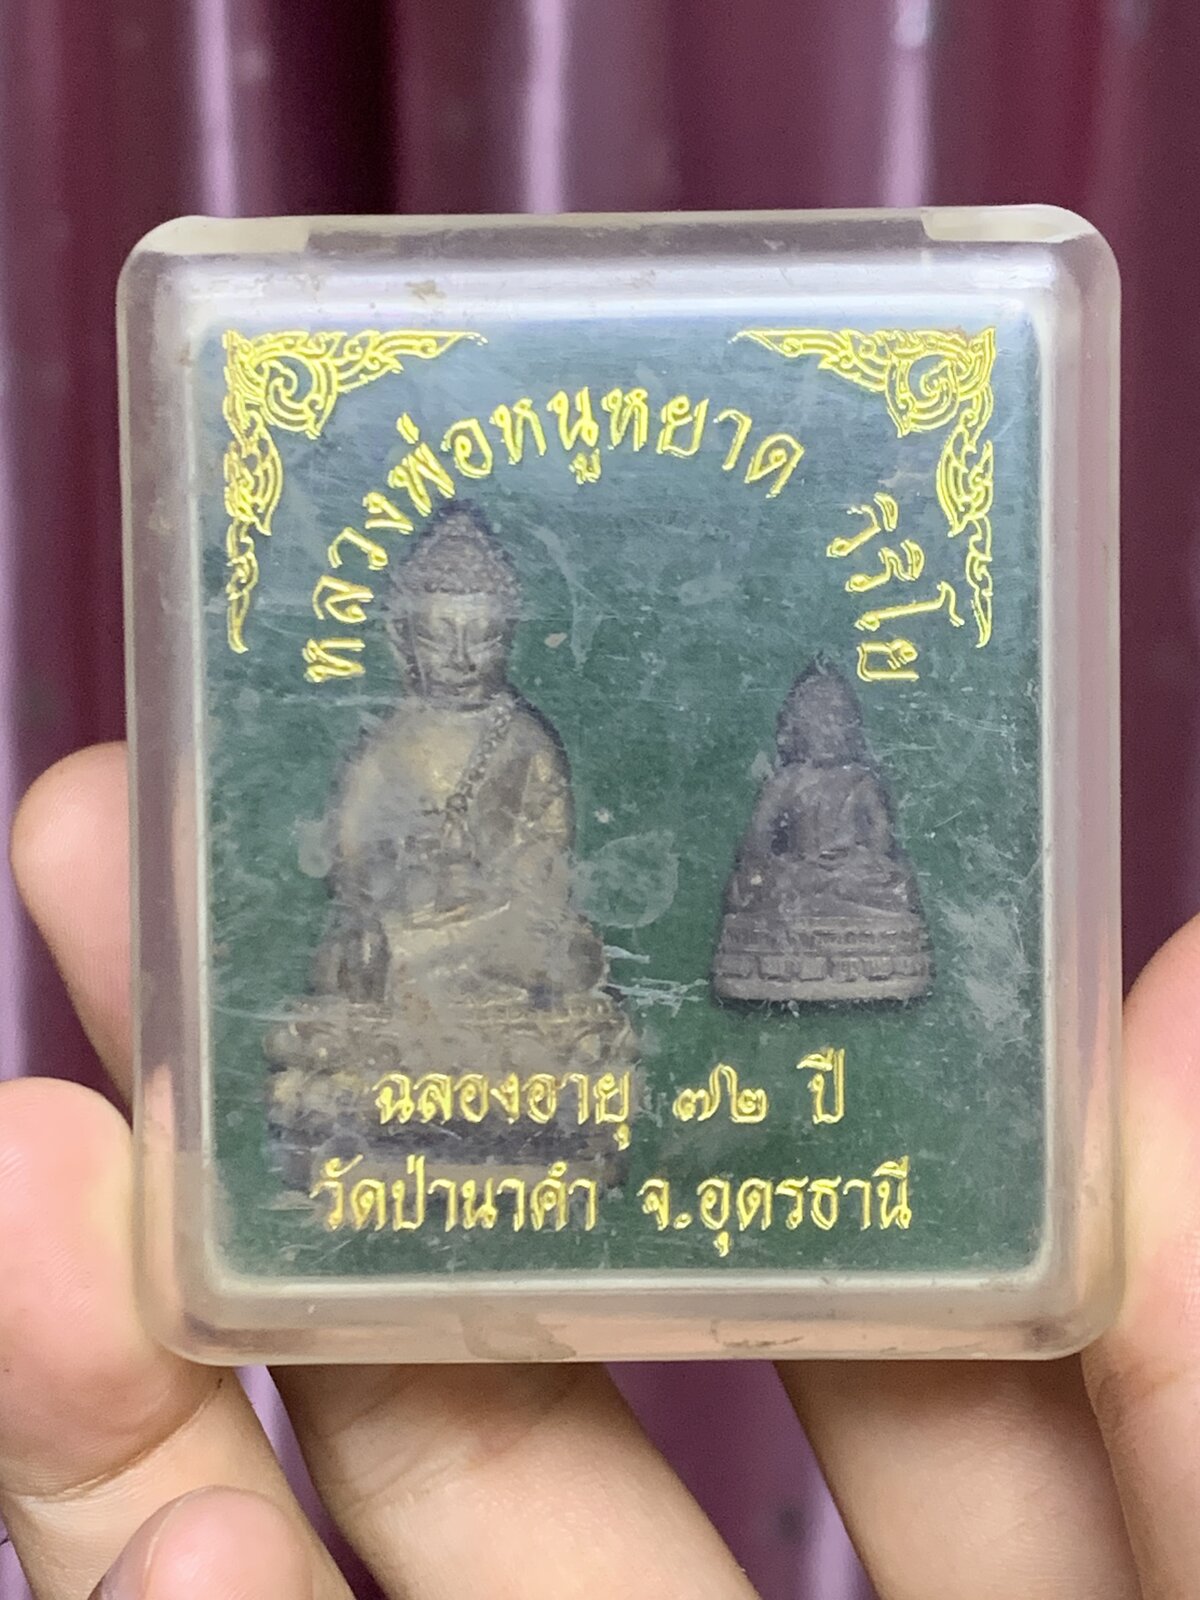 หลวงพ่อหนูหยาด วิริโย
ฉลองอายุ ๗๒ ปี
วัดป่านาคำ จ.อุดรธานี